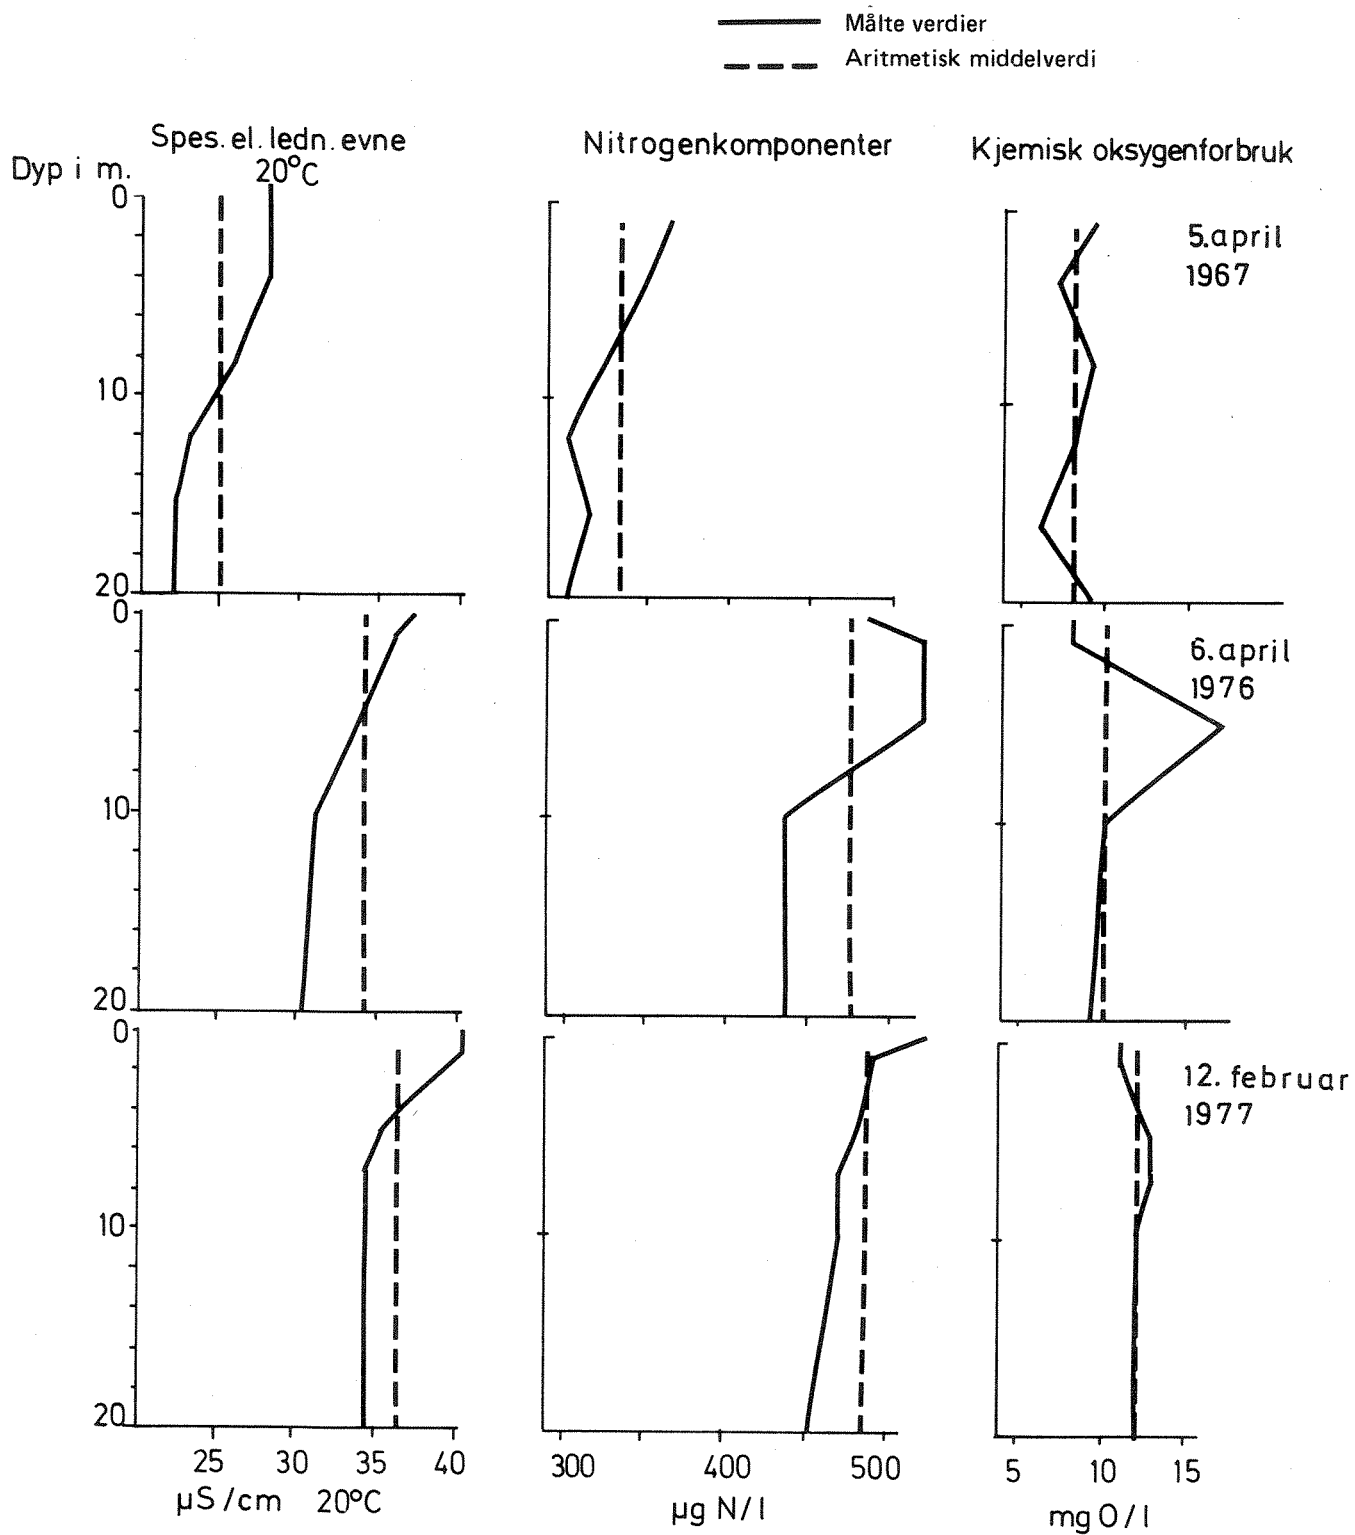 Målte verdier
Aritmetisk middelverdi
Spes. el. ledn. evne
20°C
Nitrogenkomponenter
Kjemisk oksygenforbruk
Dyp i m.
0
10
20
5. april
1967
0
10
20
6. april
1976
0
10
20
12. februar
1977
25 30 35 40
µS/cm 20°C
300 400 500
µg N/l
5 10 15
mg O/l